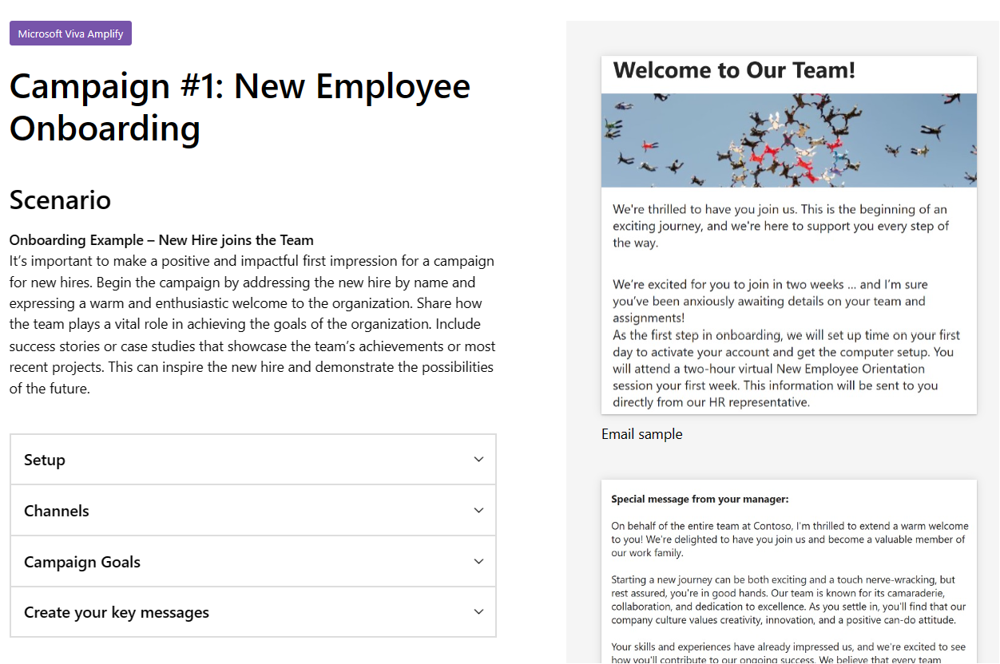 Microsoft Viva Amplify
Campaign #1: New Employee
Onboarding
Scenario
Onboarding Example – New Hire joins the Team
It’s important to make a positive and impactful first impression for a campaign
for new hires. Begin the campaign by addressing the new hire by name and
expressing a warm and enthusiastic welcome to the organization. Share how
the team plays a vital role in achieving the goals of the organization. Include
success stories or case studies that showcase the team’s achievements or most
recent projects. This can inspire the new hire and demonstrate the possibilities
of the future.
Setup
Channels
Campaign Goals
Create your key messages
Welcome to Our Team!
We're thrilled to have you join us. This is the beginning of an
exciting journey, and we're here to support you every step of
the way.
We’re excited for you to join in two weeks ... and I’m sure
you’ve been anxiously awaiting details on your team and
assignments!
As the first step in onboarding, we will set up time on your first
day to activate your account and get the computer setup. You
will attend a two-hour virtual New Employee Orientation
session your first week. This information will be sent to you
directly from our HR representative.
Email sample
Special message from your manager:
On behalf of the entire team at Contoso, I'm thrilled to extend a warm welcome
to you! We're delighted to have you join us and become a valuable member of
our work family.
Starting a new journey can be both exciting and a touch nerve-wracking, but
rest assured, you're in good hands. Our team is known for its camaraderie,
collaboration, and dedication to excellence. As you settle in, you'll find that our
company culture values creativity, innovation, and a positive can-do attitude.
Your skills and experiences have already impressed us, and we're excited to see
how you'll contribute to our ongoing success. We believe that every team